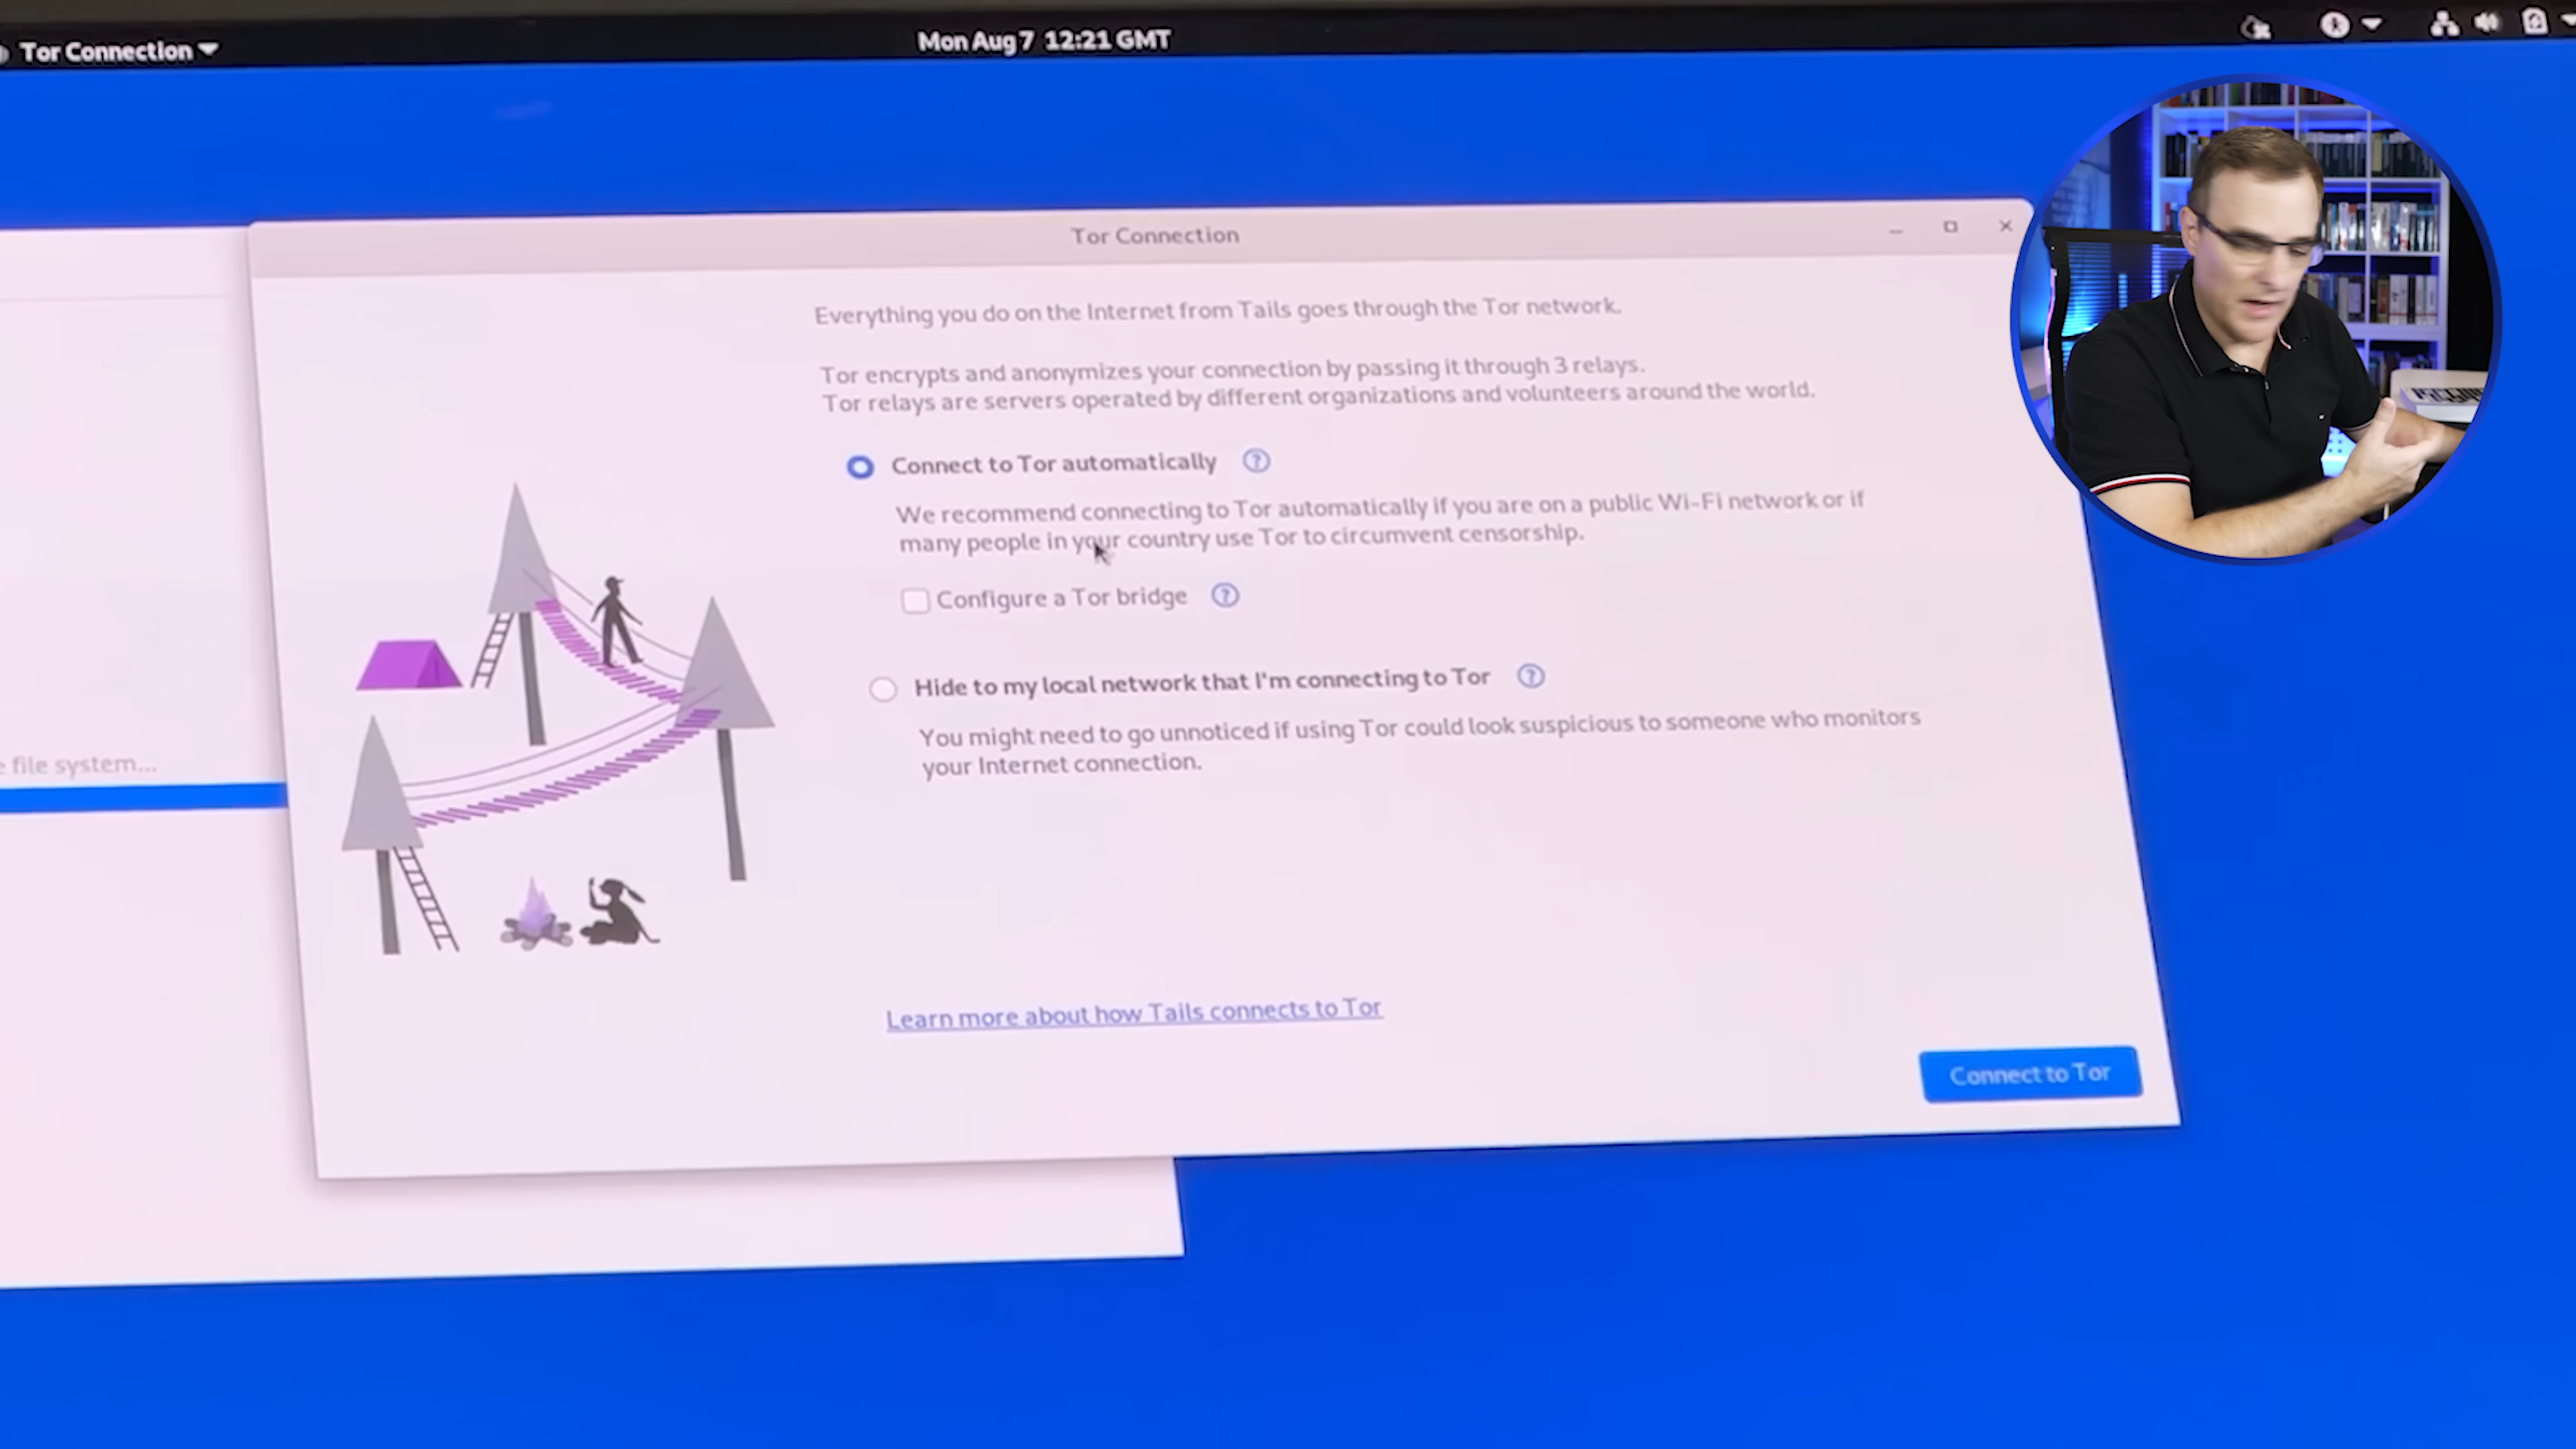 Tor Connection
Mon Aug 7 12:21 GMT
Tor Connection
Everything you do on the Internet from Tails goes through the Tor network.
Tor encrypts and anonymizes your connection by passing it through 3 relays.
Tor relays are servers operated by different organizations and volunteers around the world.
Connect to Tor automatically
We recommend connecting to Tor automatically if you are on a public Wi-Fi network or if
many people in your country use Tor to circumvent censorship.
Configure a Tor bridge
Hide to my local network that I'm connecting to Tor
You might need to go unnoticed if using Tor could look suspicious to someone who monitors
your Internet connection.
file system...
Learn more about how Tails connects to Tor
Connect to Tor